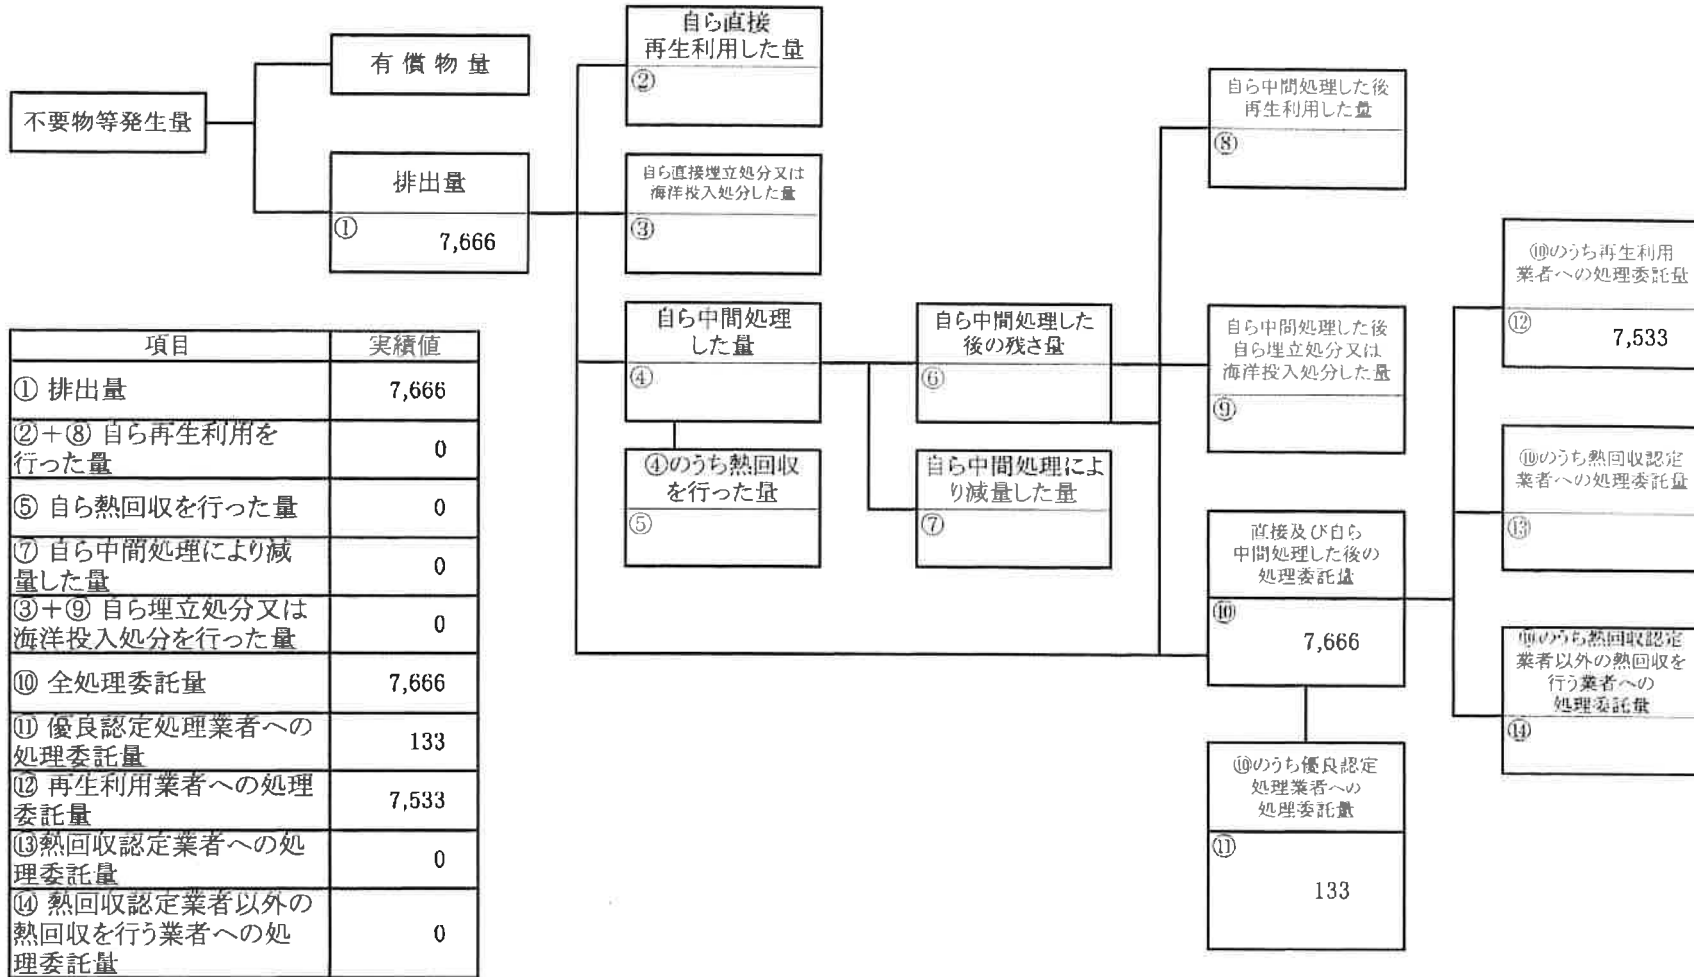 不要物等発生量
有償物量
排出量
① 7,666
自ら直接
再生利用した量
②
自ら直接埋立処分又は
海洋投入処分した量
③
自ら中間処理
した量
④
④のうち熱回収
を行った量
⑤
自ら中間処理した
後の残さ量
⑥
自ら中間処理によ
り減量した量
⑦
自ら中間処理した後
再生利用した量
⑧
自ら中間処理した後
自ら埋立処分又は
海洋投入処分した量
⑨
直接及び自ら
中間処理した後の
処理委託量
⑩
7,666
⑩のうち優良認定
処理業者への
処理委託量
⑪
133
⑩のうち再生利用
業者への処理委託量
⑫ 7,533
⑩のうち熱回収認定
業者への処理委託量
⑬
⑩のうち熱回収認定
業者以外の熱回収を
行う業者への
処理委託量
⑭
項目 実績値
① 排出量 7,666
②+⑧ 自ら再生利用を
行った量 0
⑤ 自ら熱回収を行った量 0
⑦ 自ら中間処理により減
量した量 0
③+⑨ 自ら埋立処分又は
海洋投入処分を行った量 0
⑩ 全処理委託量 7,666
⑪ 優良認定処理業者への
処理委託量 133
⑫ 再生利用業者への処理
委託量 7,533
⑬熱回収認定業者への処
理委託量 0
⑭ 熱回収認定業者以外の
熱回収を行う業者への処
理委託量 0